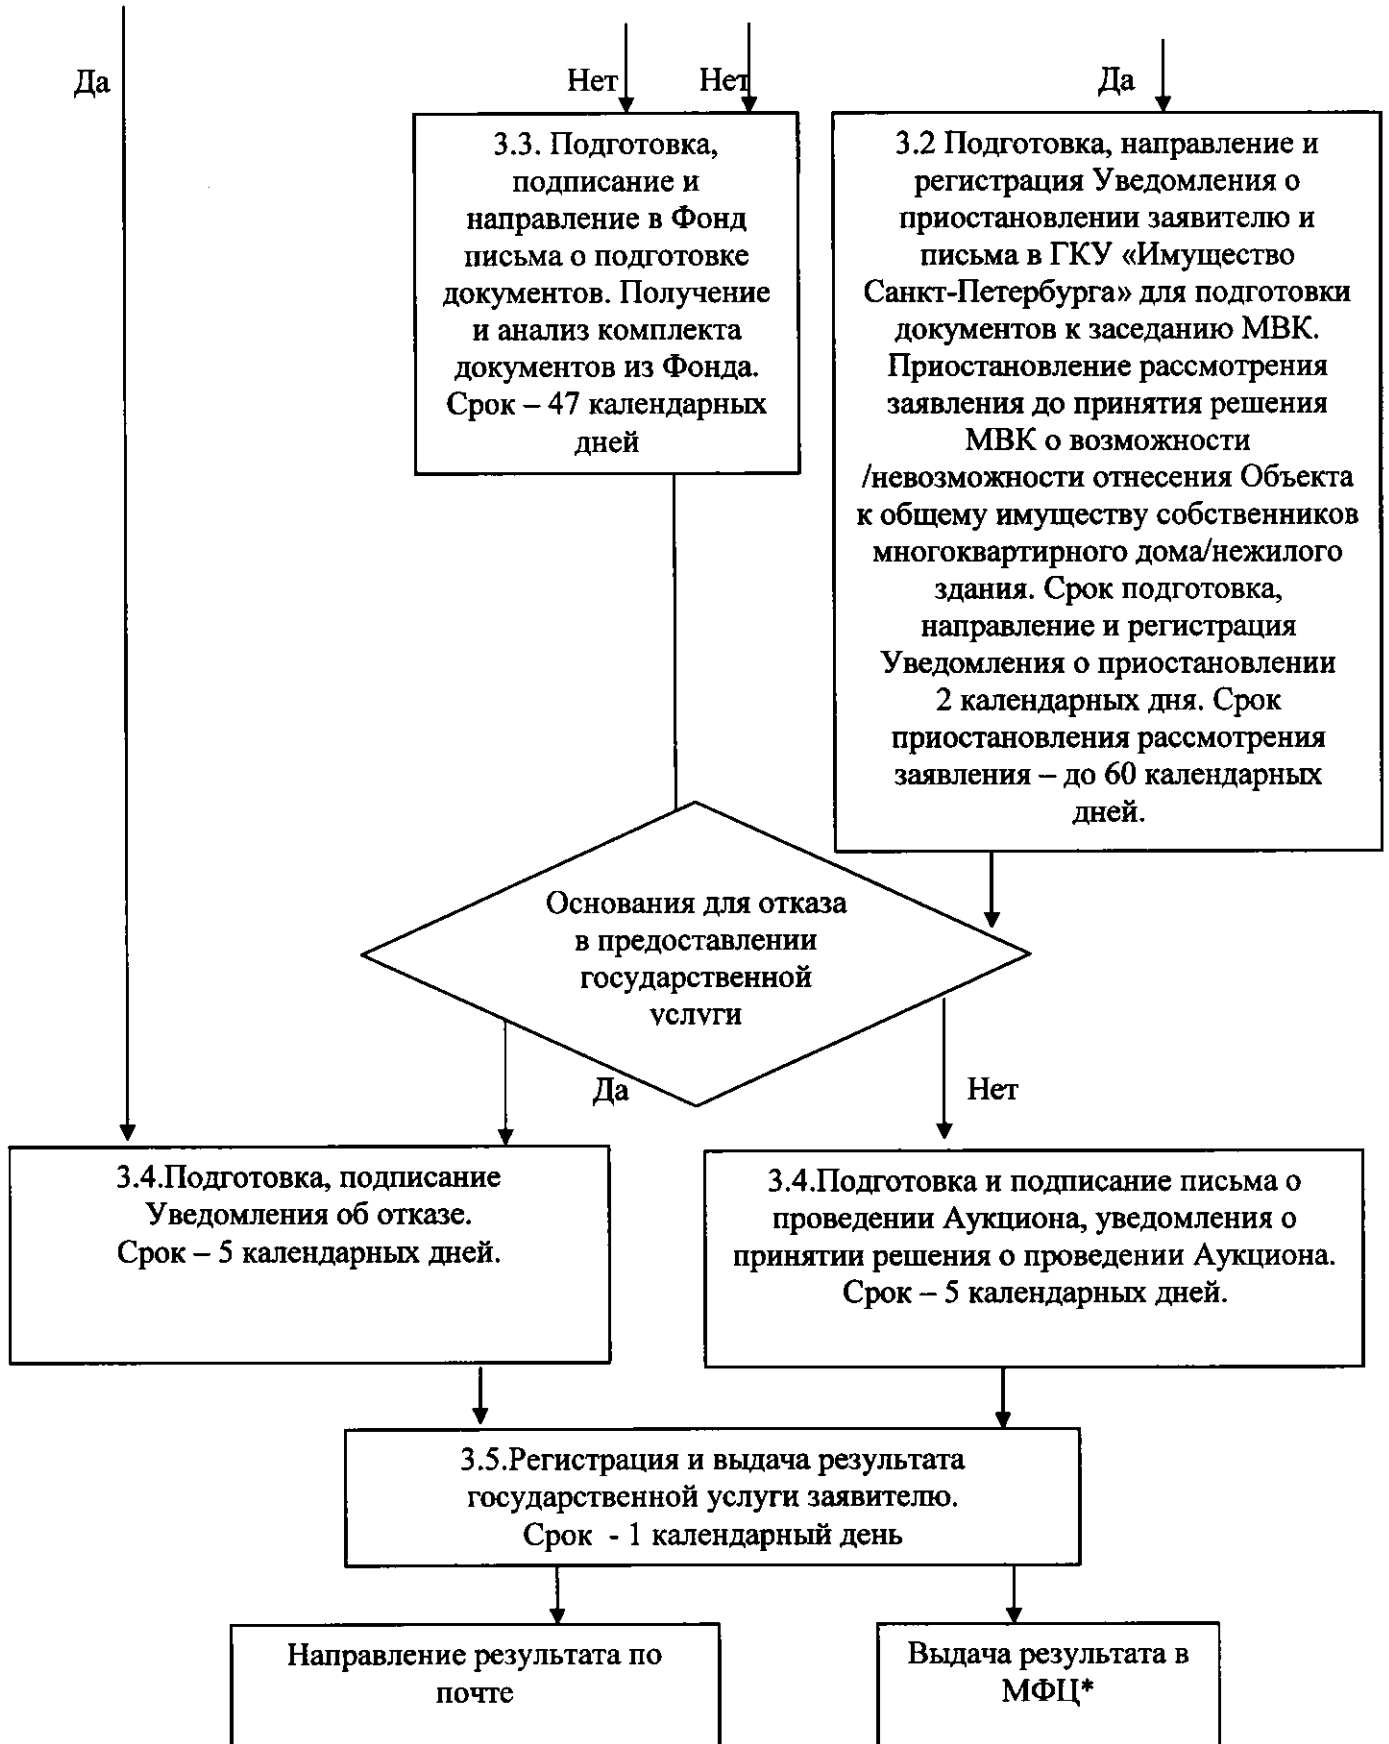 Да
Нет
Нет
Да
3.3. Подготовка,
подписание и
направление в Фонд
письма о подготовке
документов. Получение
и анализ комплекта
документов из Фонда.
Срок – 47 календарных
дней
3.2 Подготовка, направление и
регистрация Уведомления о
приостановлении заявителю и
письма в ГКУ «Имущество
Санкт-Петербурга» для подготовки
документов к заседанию МВК.
Приостановление рассмотрения
заявления до принятия решения
МВК о возможности
/невозможности отнесения Объекта
к общему имуществу собственников
многоквартирного дома/нежилого
здания. Срок подготовка,
направление и регистрация
Уведомления о приостановлении
2 календарных дня. Срок
приостановления рассмотрения
заявления – до 60 календарных
дней.
Основания для отказа
в предоставлении
государственной
услуги
Да
Нет
3.4.Подготовка, подписание
Уведомления об отказе.
Срок – 5 календарных дней.
3.4.Подготовка и подписание письма о
проведении Аукциона, уведомления о
принятии решения о проведении Аукциона.
Срок – 5 календарных дней.
3.5.Регистрация и выдача результата
государственной услуги заявителю.
Срок - 1 календарный день
Направление результата по
почте
Выдача результата в
МФЦ*